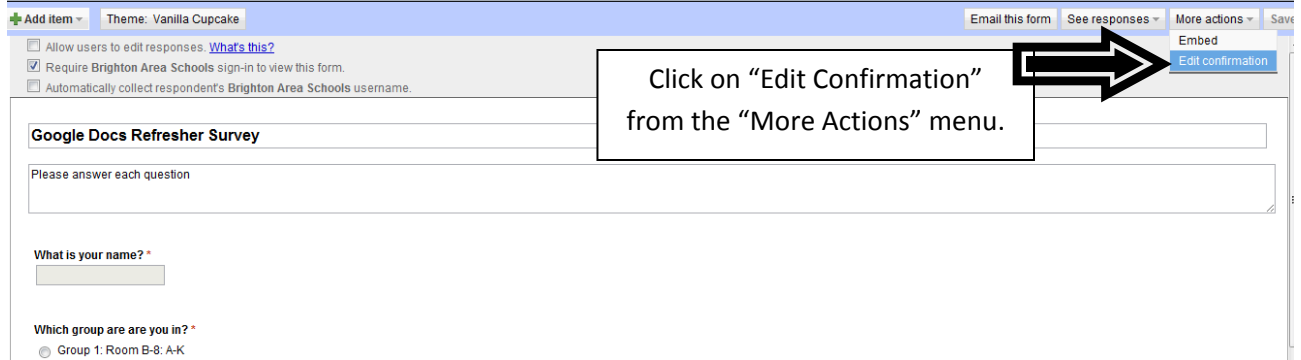 Add item Theme: Vanilla Cupcake Email this form See responses More actions Save
Embed
Edit confirmation
Allow users to edit responses. What's this?
Require Brighton Area Schools sign-in to view this form.
Automatically collect respondent's Brighton Area Schools username.
Click on “Edit Confirmation”
from the “More Actions” menu.
Google Docs Refresher Survey
Please answer each question
What is your name? *
Which group are are you in? *
Group 1: Room B-8: A-K